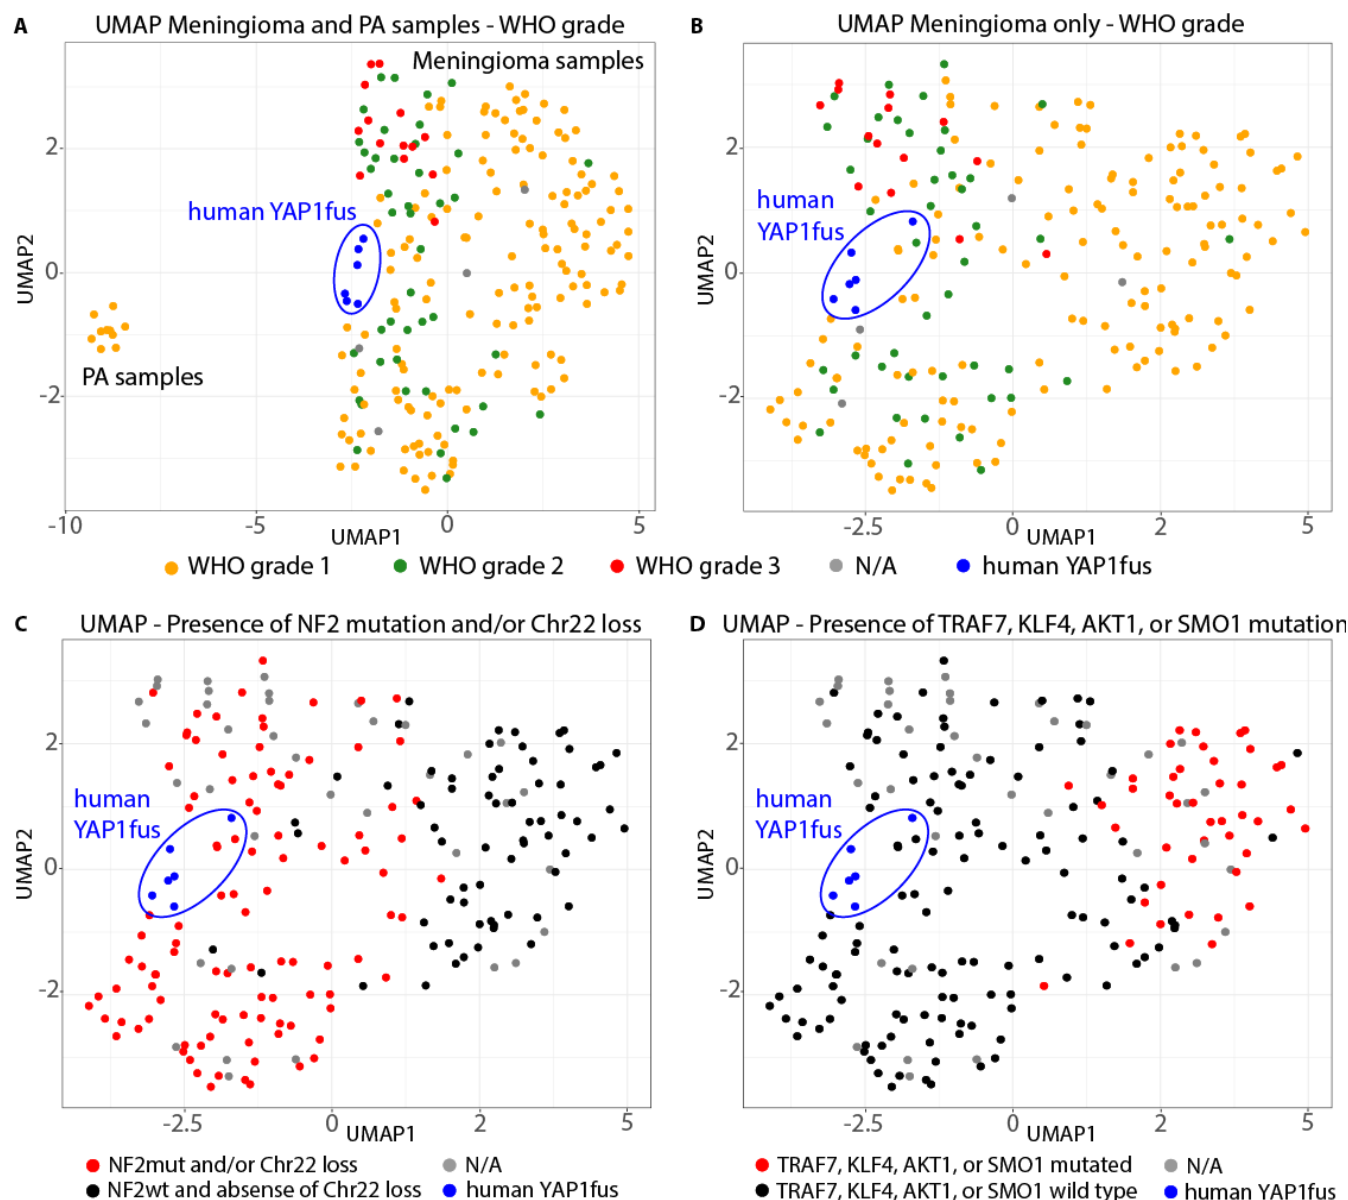 A UMAP Meningioma and PA samples - WHO grade
Meningioma samples
human YAP1fus
PA samples
UMAP2
2
0
-2
-10 -5 0 5
UMAP1
B UMAP Meningioma only - WHO grade
human
YAP1fus
UMAP2
2
0
-2
-2.5 0 2 5
UMAP1
WHO grade 1 WHO grade 2 WHO grade 3 N/A human YAP1fus
C UMAP - Presence of NF2 mutation and/or Chr22 loss
human
YAP1fus
UMAP2
2
0
-2
-2.5 0 2 5
UMAP1
NF2mut and/or Chr22 loss N/A
NF2wt and absense of Chr22 loss human YAP1fus
D UMAP - Presence of TRAF7, KLF4, AKT1, or SMO1 mutation
human
YAP1fus
UMAP2
2
0
-2
-2.5 0 2 5
UMAP1
TRAF7, KLF4, AKT1, or SMO1 mutated N/A
TRAF7, KLF4, AKT1, or SMO1 wild type human YAP1fus